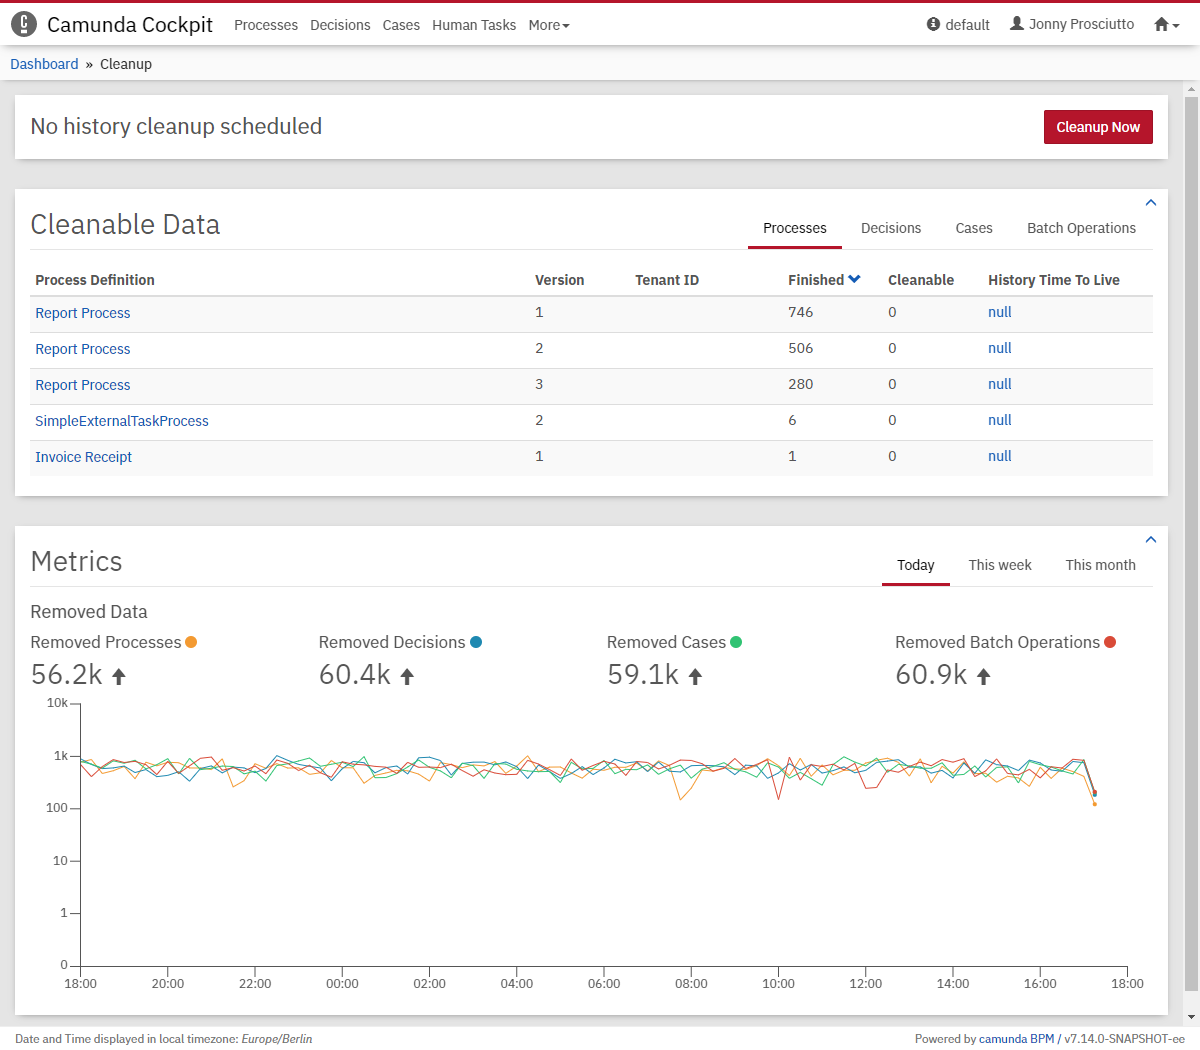 Camunda Cockpit Processes Decisions Cases Human Tasks More default Jonny Prosciutto
Dashboard » Cleanup
No history cleanup scheduled Cleanup Now
Cleanable Data Processes Decisions Cases Batch Operations
Process Definition Version Tenant ID Finished Cleanable History Time To Live
Report Process 1 746 0 null
Report Process 2 506 0 null
Report Process 3 280 0 null
SimpleExternalTaskProcess 2 6 0 null
Invoice Receipt 1 1 0 null
Metrics Today This week This month
Removed Data
Removed Processes Removed Decisions Removed Cases Removed Batch Operations
56.2k 60.4k 59.1k 60.9k
10k
1k
100
10
1
0
18:00 20:00 22:00 00:00 02:00 04:00 06:00 08:00 10:00 12:00 14:00 16:00 18:00
Date and Time displayed in local timezone: Europe/Berlin Powered by camunda BPM / v7.14.0-SNAPSHOT-ee